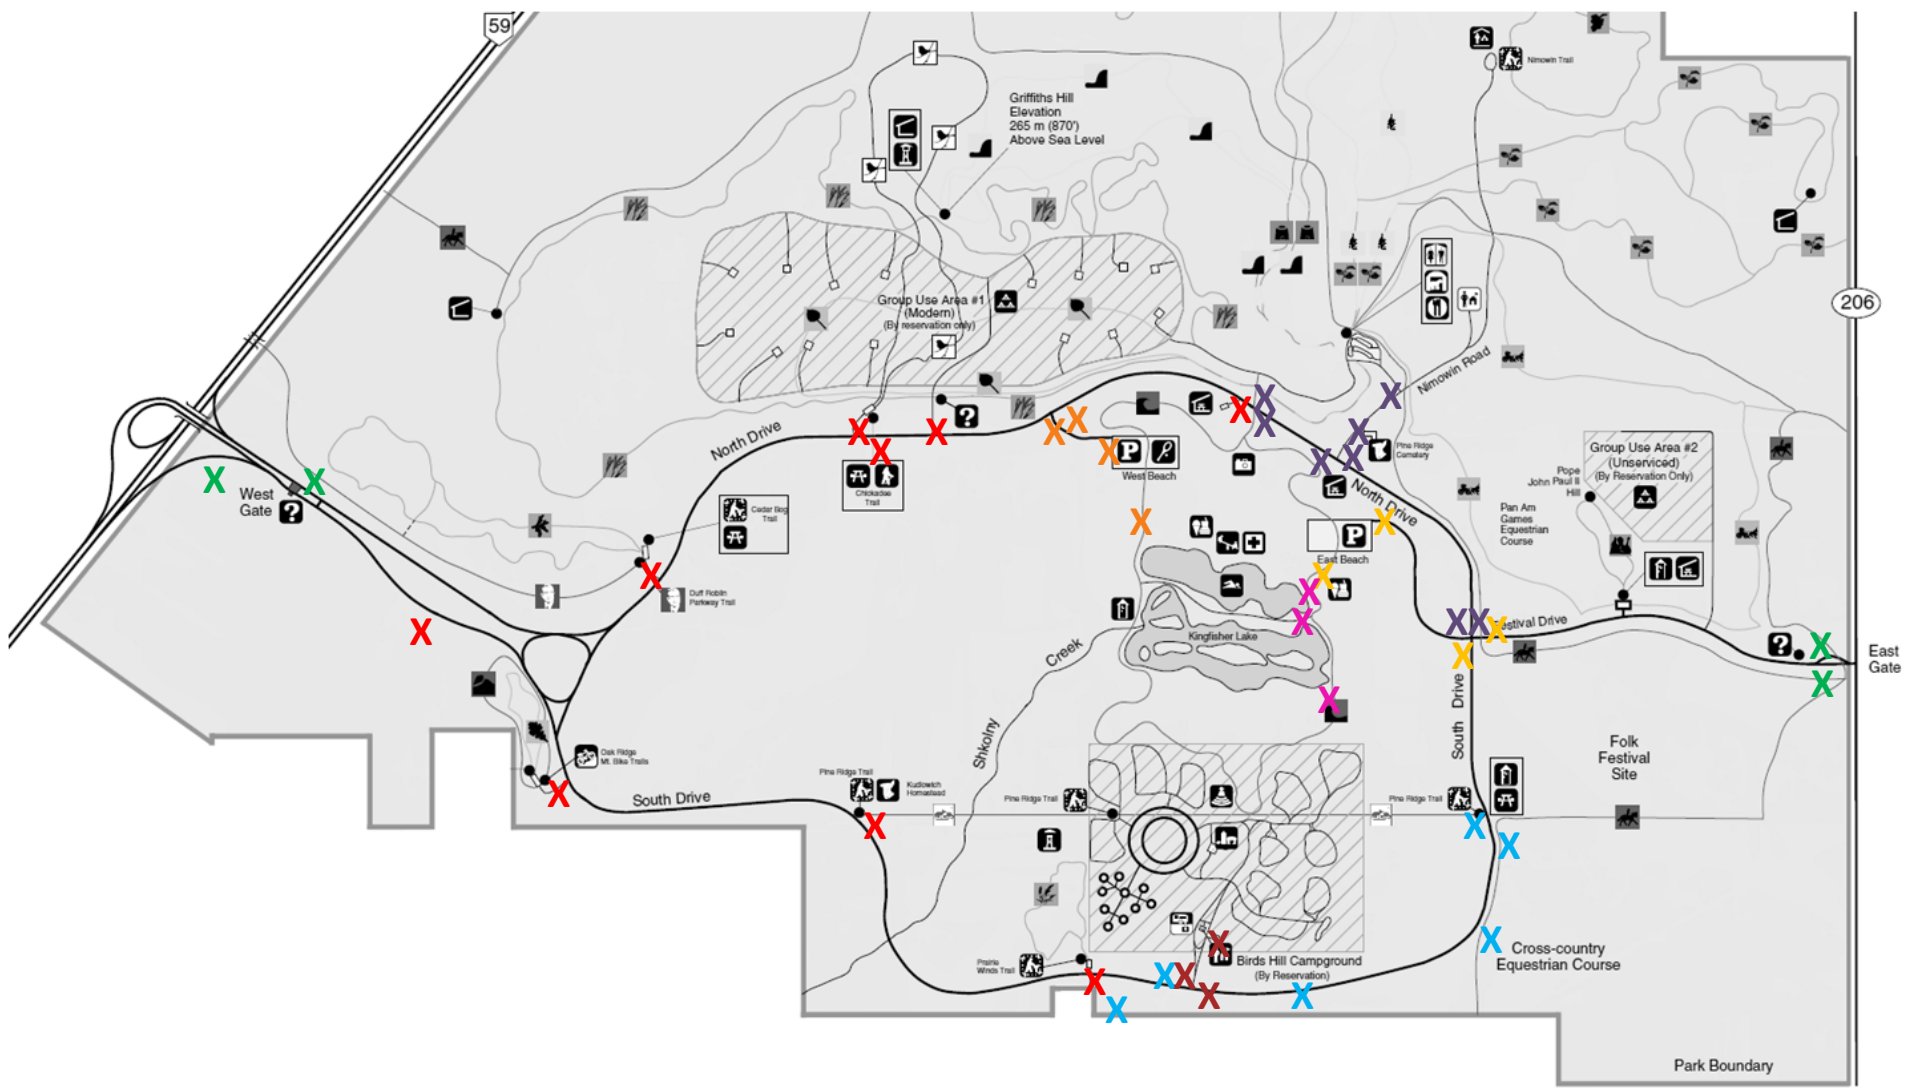 59
Nimowin Trail
Griffiths Hill
Elevation
265 m (870')
Above Sea Level
206
Group Use Area #1
(Modern)
(By reservation only)
Nimowin Road
North Drive
?
P
West Beach
Pine Ridge
Cemetery
Group Use Area #2
(Unserviced)
(By Reservation Only)
Pope
John Paul II
Hill
Chickadee
Trail
West
Gate
?
Cedar Bog
Trail
North Drive
Pan Am
Games
Equestrian
Course
P
East Beach
Duff Roblin
Parkway Trail
Kingfisher Lake
Festival Drive
?
East
Gate
Shkolny Creek
South Drive
Oak Ridge
Mt. Bike Trails
Folk
Festival
Site
South Drive
Pine Ridge Trail
Kudlowich
Homestead
Pine Ridge Trail
Pine Ridge Trail
Prairie
Winds Trail
Birds Hill Campground
(By Reservation)
Cross-country
Equestrian Course
Park Boundary